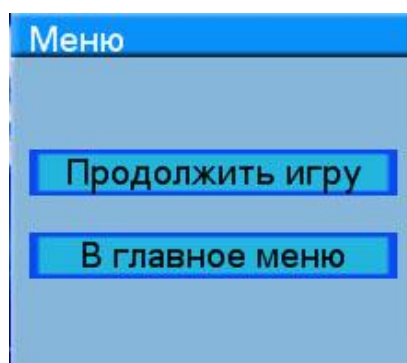 Меню
Продолжить игру
В главное меню